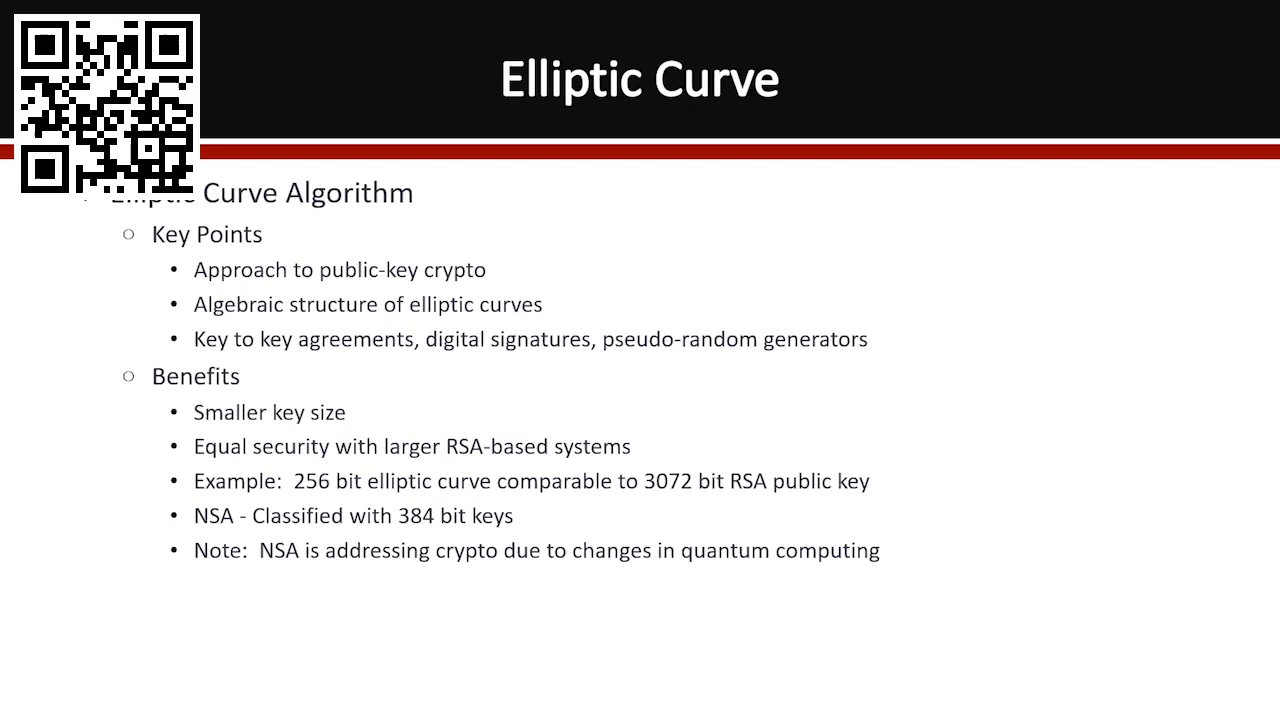 Elliptic Curve
Elliptic Curve Algorithm
Key Points
Approach to public-key crypto
Algebraic structure of elliptic curves
Key to key agreements, digital signatures, pseudo-random generators
Benefits
Smaller key size
Equal security with larger RSA-based systems
Example:  256 bit elliptic curve comparable to 3072 bit RSA public key
NSA - Classified with 384 bit keys
Note:  NSA is addressing crypto due to changes in quantum computing